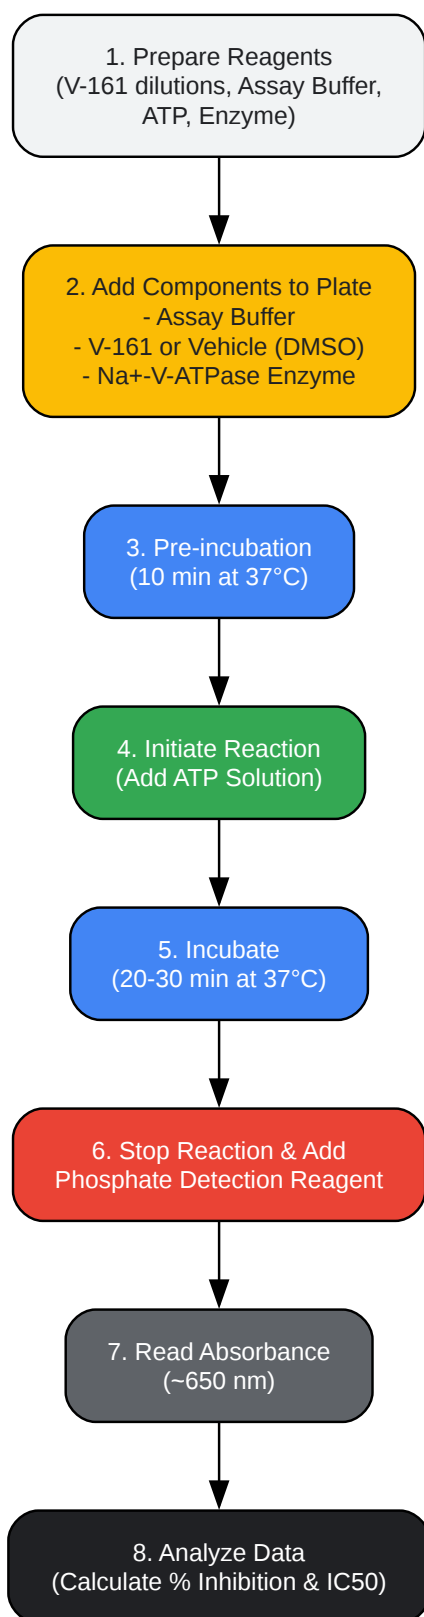 1. Prepare Reagents
(V-161 dilutions, Assay Buffer,
ATP, Enzyme)
2. Add Components to Plate
- Assay Buffer
- V-161 or Vehicle (DMSO)
- Na+-V-ATPase Enzyme
3. Pre-incubation
(10 min at 37°C)
4. Initiate Reaction
(Add ATP Solution)
5. Incubate
(20-30 min at 37°C)
6. Stop Reaction & Add
Phosphate Detection Reagent
7. Read Absorbance
(~650 nm)
8. Analyze Data
(Calculate % Inhibition & IC50)